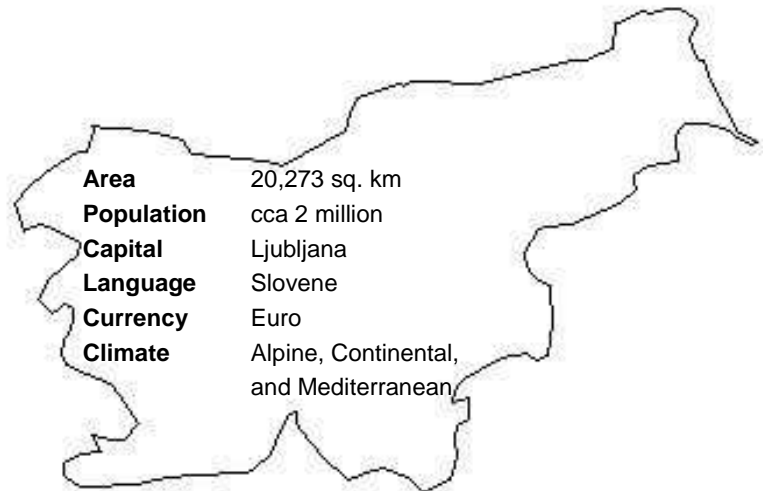 Area 20,273 sq. km
Population cca 2 million
Capital Ljubljana
Language Slovene
Currency Euro
Climate Alpine, Continental,
and Mediterranean